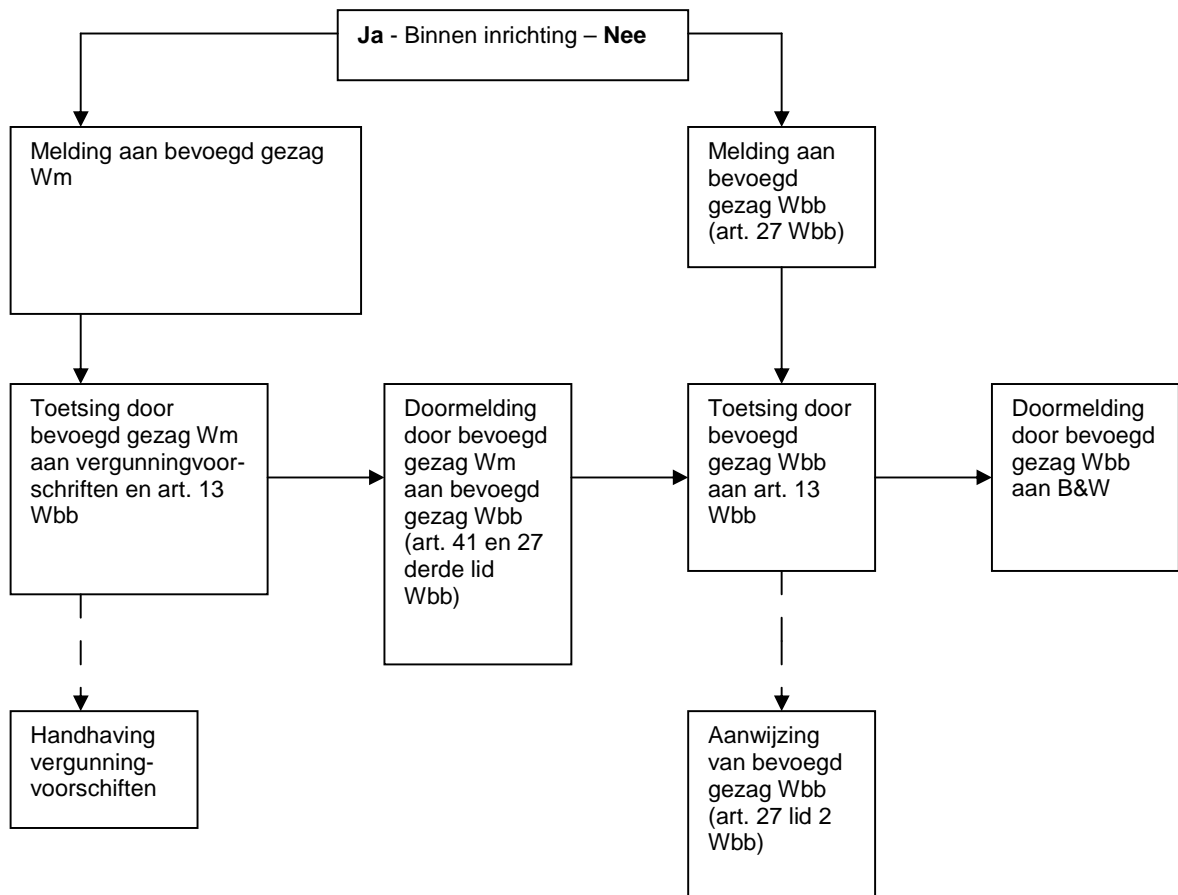 Ja - Binnen inrichting – Nee
Melding aan bevoegd gezag
Wm
Melding aan
bevoegd
gezag Wbb
(art. 27 Wbb)
Toetsing door
bevoegd gezag Wm
aan vergunningvoor-
schriften en art. 13
Wbb
Doormelding
door bevoegd
gezag Wm
aan bevoegd
gezag Wbb
(art. 41 en 27
derde lid
Wbb)
Toetsing door
bevoegd
gezag Wbb
aan art. 13
Wbb
Doormelding
door bevoegd
gezag Wbb
aan B&W
Handhaving
vergunning-
voorschiften
Aanwijzing
van bevoegd
gezag Wbb
(art. 27 lid 2
Wbb)